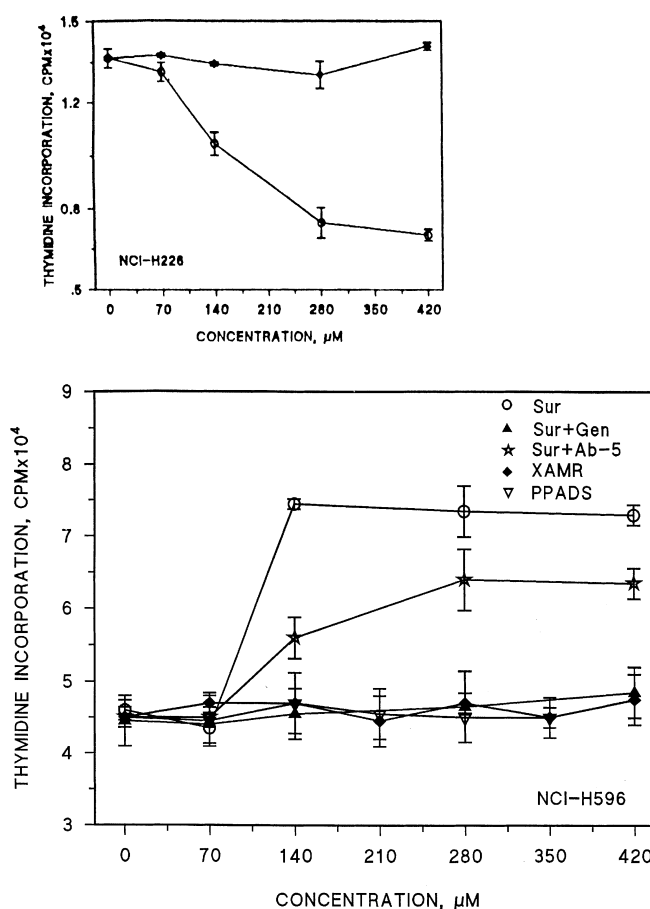 THYMIDINE INCORPORATION, CPMx10⁴
1.5
1.2
0.8
.5
NCI-H226
0 70 140 210 280 350 420
CONCENTRATION, µM
THYMIDINE INCORPORATION, CPMx10⁴
9
8
7
6
5
4
3
Sur
Sur+Gen
Sur+Ab-5
XAMR
PPADS
NCI-H596
0 70 140 210 280 350 420
CONCENTRATION, µM